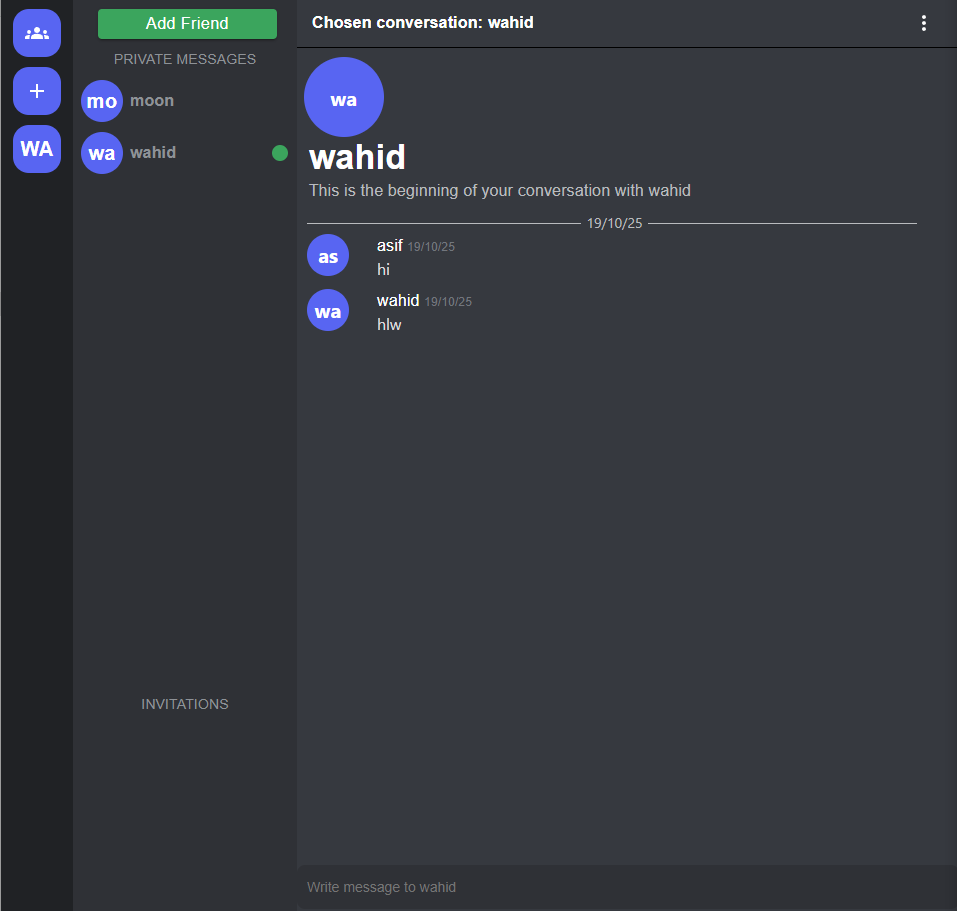 WA
Add Friend
PRIVATE MESSAGES
mo moon
wa wahid
INVITATIONS
Chosen conversation: wahid
wa
wahid
This is the beginning of your conversation with wahid
19/10/25
as asif 19/10/25
hi
wa wahid 19/10/25
hlw
Write message to wahid